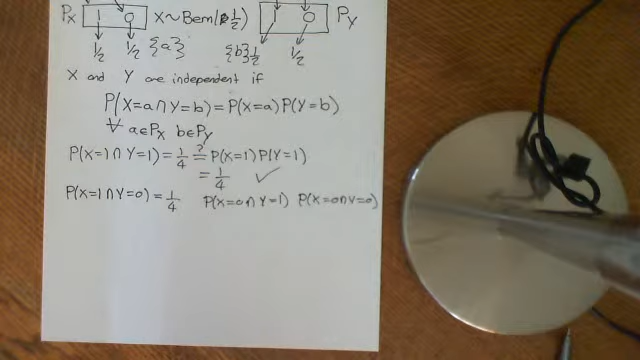 Px 1 0 X~Bern(p=1/2) 1 0 Py
1/2 1/2 {a} {b} 1/2 1/2
X and Y are independent if
P(X=a∩Y=b)=P(X=a)P(Y=b)
∀ a∈Px b∈Py
P(X=1∩Y=1)=1/4 ?= P(X=1)P(Y=1)
=1/4 ✓
P(X=1∩Y=0)=1/4 P(X=0∩Y=1) P(X=0∩Y=0)